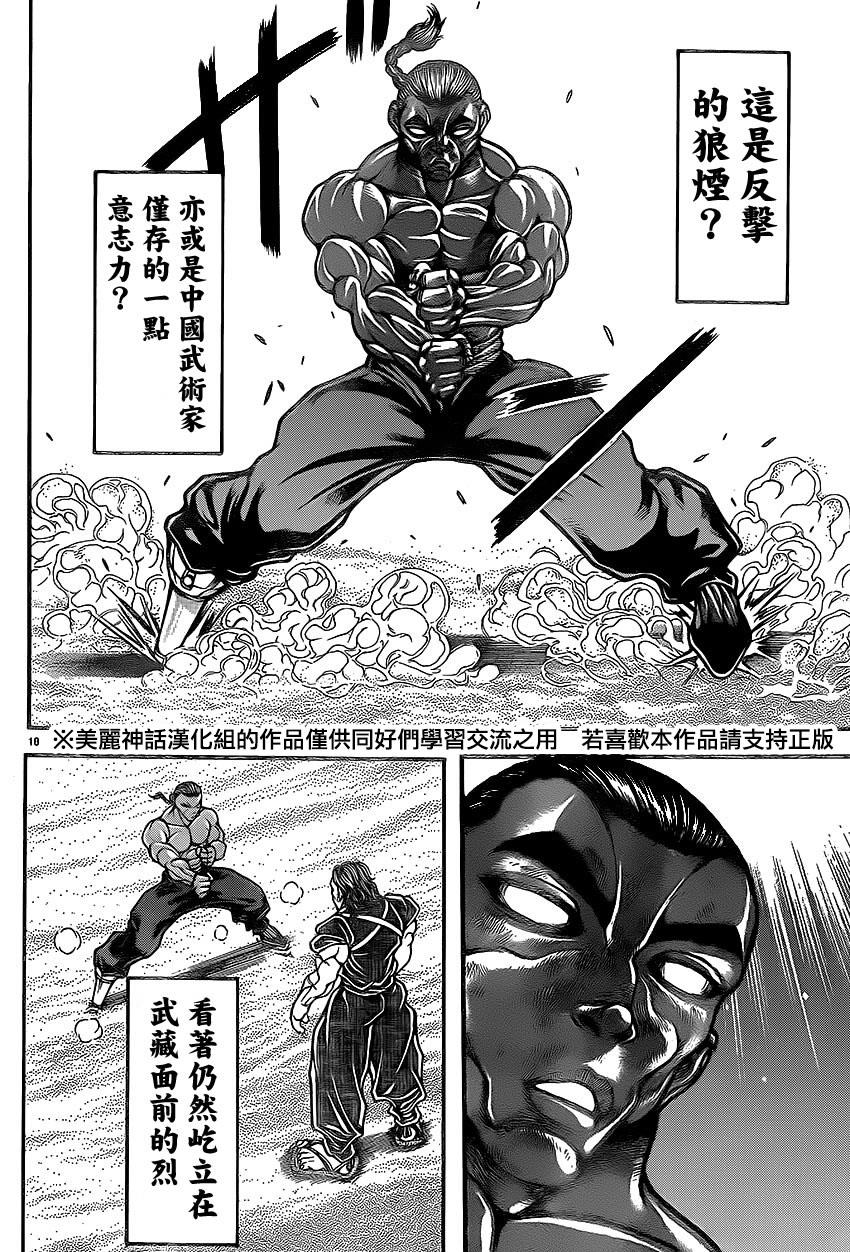 這是反擊
的狼煙？
亦或是中國武術家
僅存的一點
意志力？
10
※美麗神話漢化組的作品僅供同好們學習交流之用　若喜歡本作品請支持正版
看著仍然屹立在
武藏面前的烈